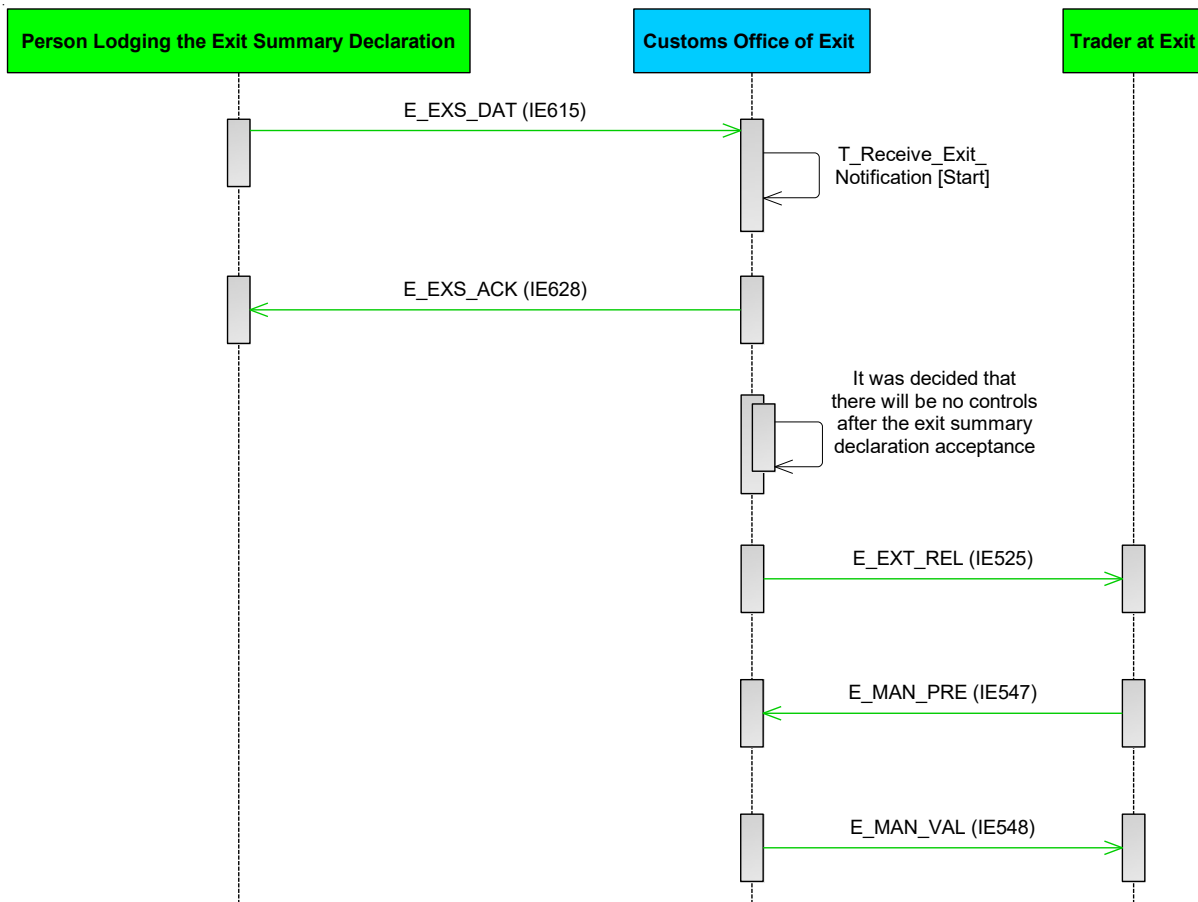 Person Lodging the Exit Summary Declaration
Customs Office of Exit
Trader at Exit
E_EXS_DAT (IE615)
T_Receive_Exit_
Notification [Start]
E_EXS_ACK (IE628)
It was decided that
there will be no controls
after the exit summary
declaration acceptance
E_EXT_REL (IE525)
E_MAN_PRE (IE547)
E_MAN_VAL (IE548)